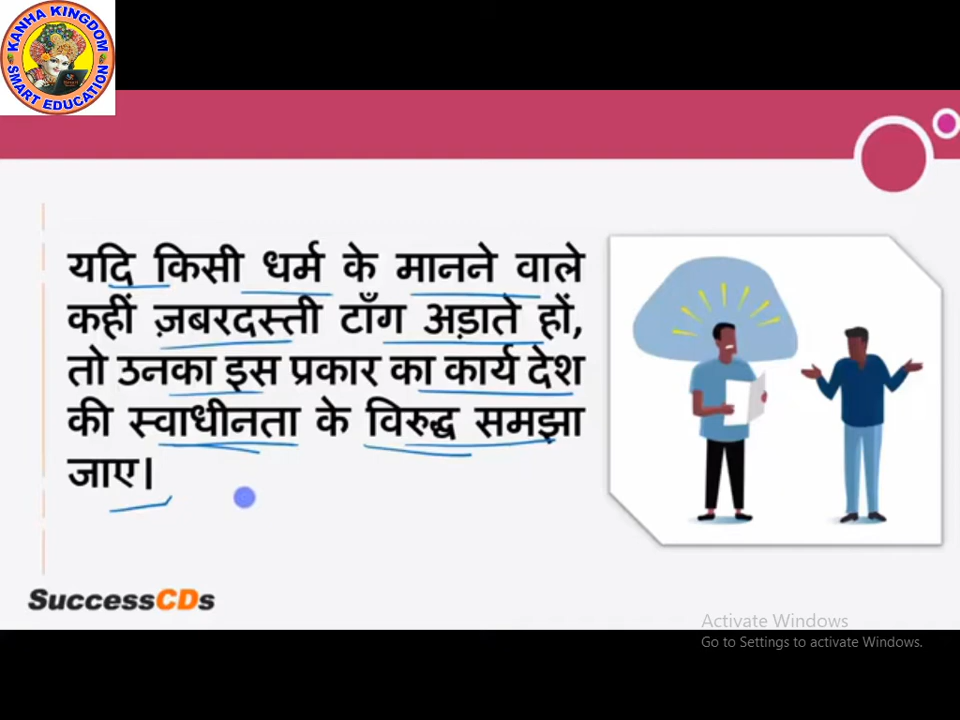 KANHA KINGDOM
SMART EDUCATION
यदि किसी धर्म के मानने वाले
कहीं ज़बरदस्ती टाँग अड़ाते हों,
तो उनका इस प्रकार का कार्य देश
की स्वाधीनता के विरुद्ध समझा
जाए।
SuccessCDs
Activate Windows
Go to Settings to activate Windows.